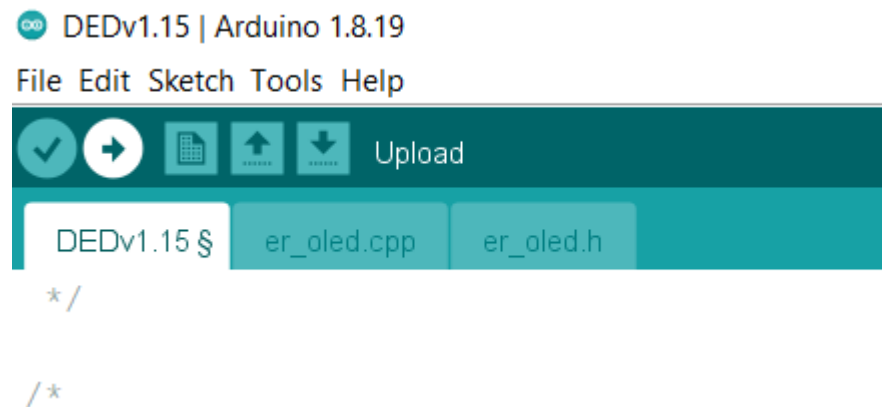 DEDv1.15 | Arduino 1.8.19
File Edit Sketch Tools Help
Upload
DEDv1.15 § er_oled.cpp er_oled.h
*/
/*